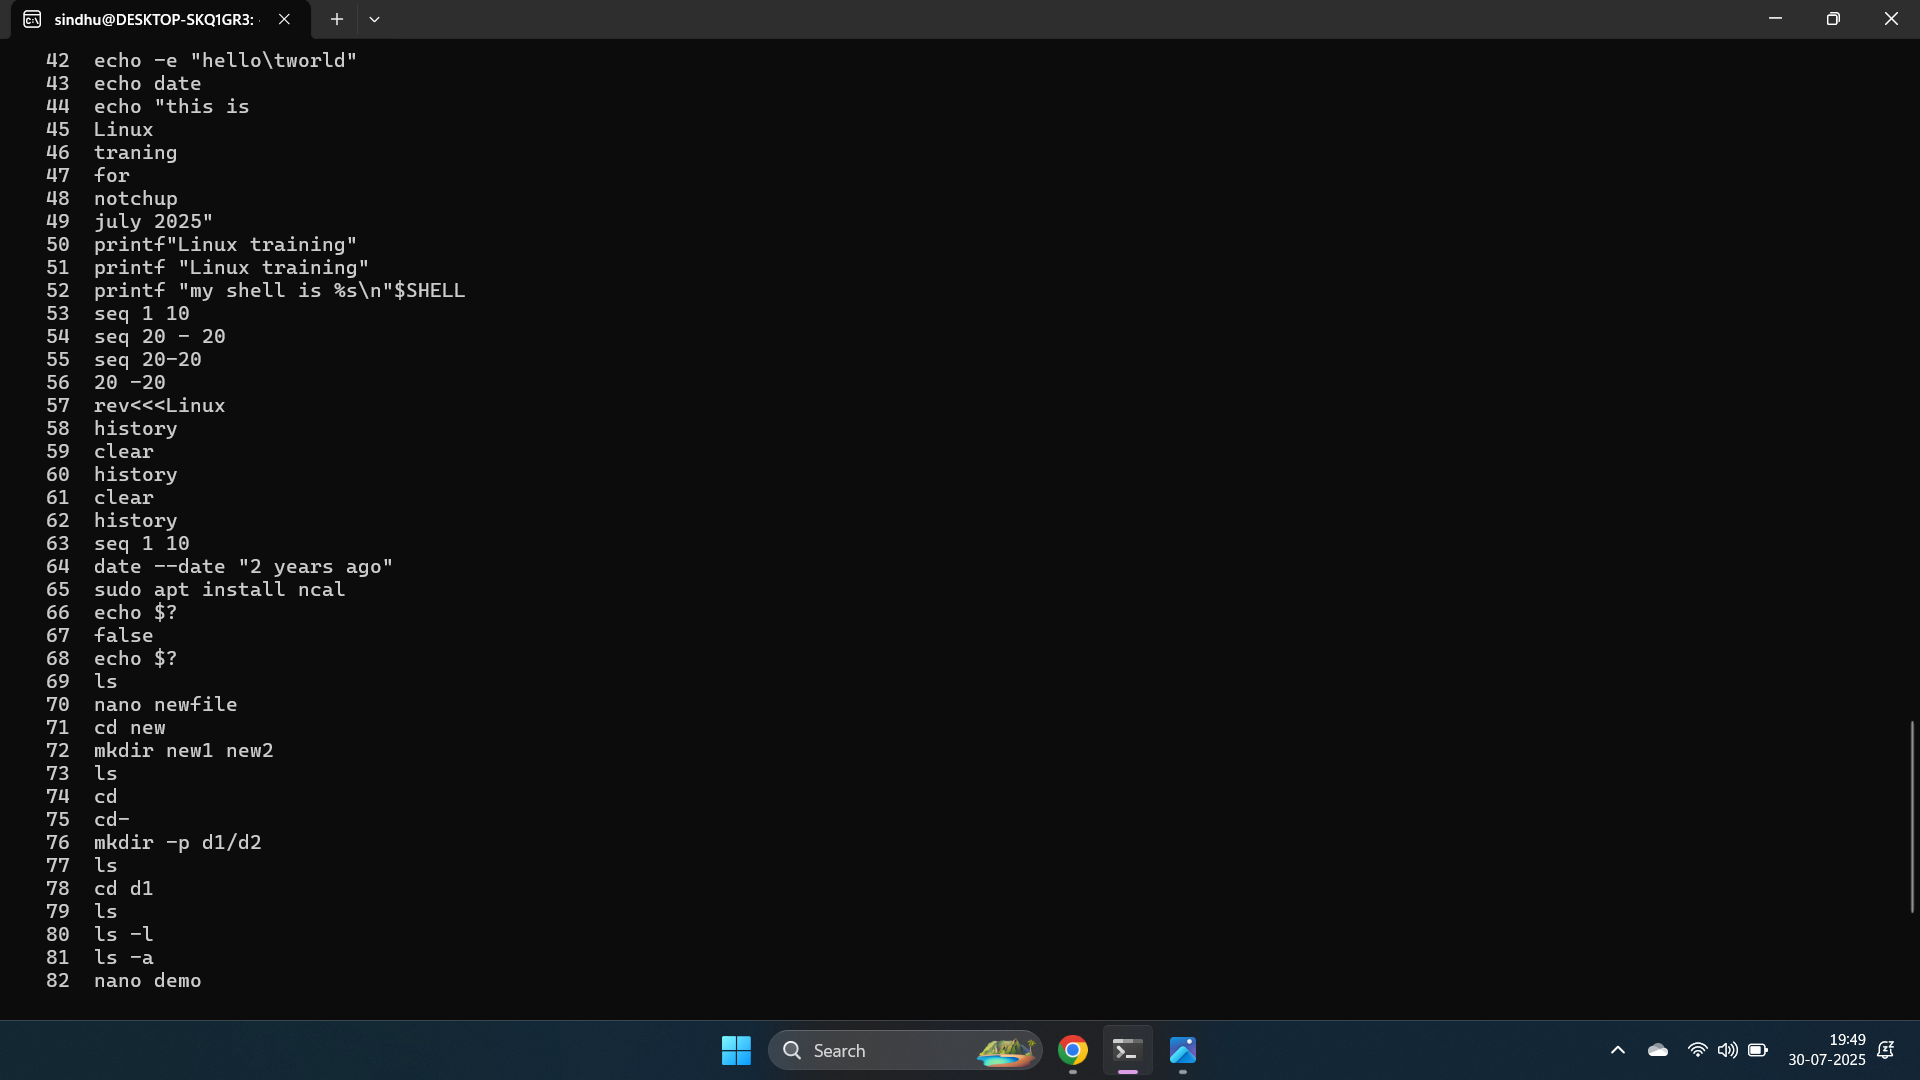 sindhu@DESKTOP-SKQ1GR3:
42 echo -e "hello\tworld"
43 echo date
44 echo "this is
45 Linux
46 traning
47 for
48 notchup
49 july 2025"
50 printf"Linux training"
51 printf "Linux training"
52 printf "my shell is %s\n"$SHELL
53 seq 1 10
54 seq 20 - 20
55 seq 20-20
56 20 -20
57 rev<<<Linux
58 history
59 clear
60 history
61 clear
62 history
63 seq 1 10
64 date --date "2 years ago"
65 sudo apt install ncal
66 echo $?
67 false
68 echo $?
69 ls
70 nano newfile
71 cd new
72 mkdir new1 new2
73 ls
74 cd
75 cd-
76 mkdir -p d1/d2
77 ls
78 cd d1
79 ls
80 ls -l
81 ls -a
82 nano demo
Search
19:49
30-07-2025